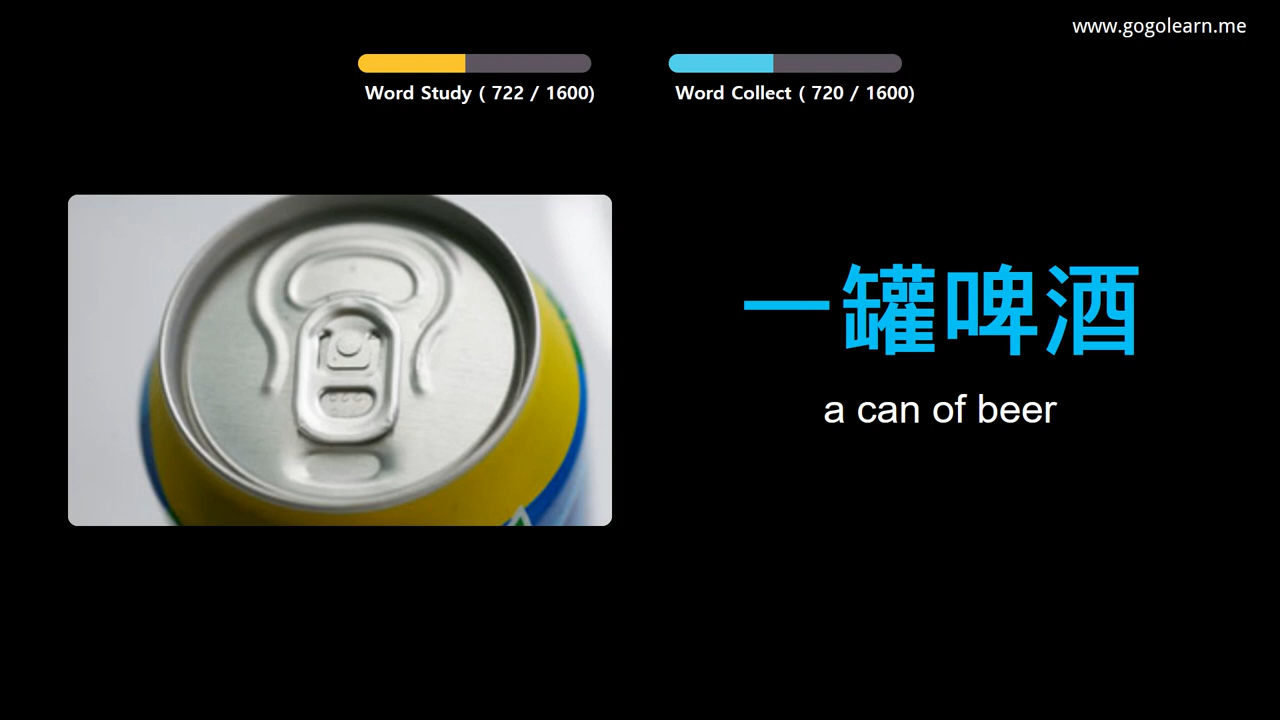 www.gogolearn.me
Word Study ( 722 / 1600)
Word Collect ( 720 / 1600)
一罐啤酒
a can of beer